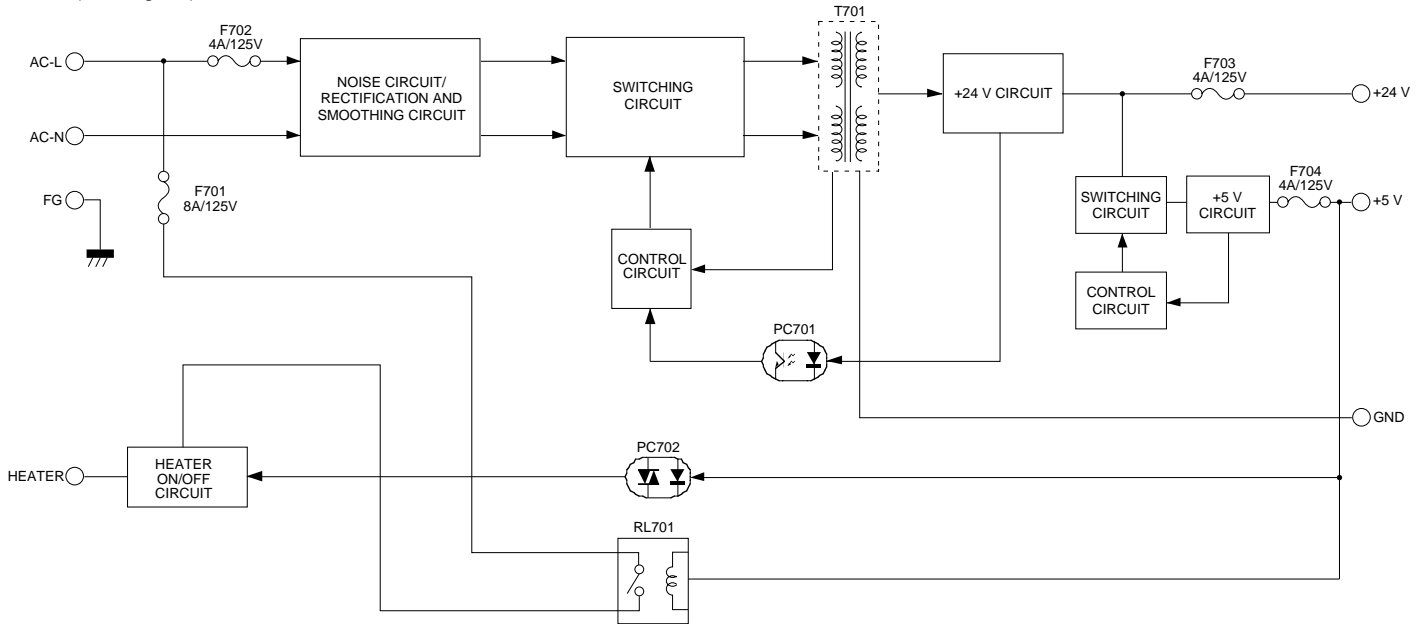 T701
F702
4A/125V
AC-L
NOISE CIRCUIT/
RECTIFICATION AND
SMOOTHING CIRCUIT
SWITCHING
CIRCUIT
+24 V CIRCUIT
F703
4A/125V
+24 V
AC-N
F701
8A/125V
FG
F704
4A/125V
SWITCHING
CIRCUIT
+5 V
CIRCUIT
+5 V
CONTROL
CIRCUIT
CONTROL
CIRCUIT
PC701
GND
PC702
HEATER
HEATER
ON/OFF
CIRCUIT
RL701